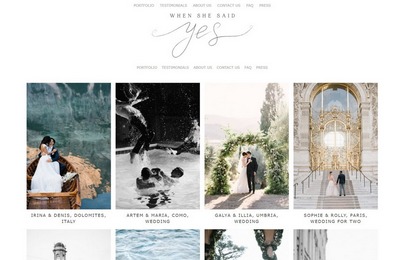 PORTFOLIO TESTIMONIALS ABOUT US CONTACT US FAQ PRESS
WHEN SHE SAID
yes
PORTFOLIO TESTIMONIALS ABOUT US CONTACT US FAQ PRESS
IRINA & DENIS, DOLOMITES, ITALY
ARTEM & MARIA, COMO, WEDDING
GALYA & ILLIA, UMBRIA, WEDDING
SOPHIE & ROLLY, PARIS, WEDDING FOR TWO